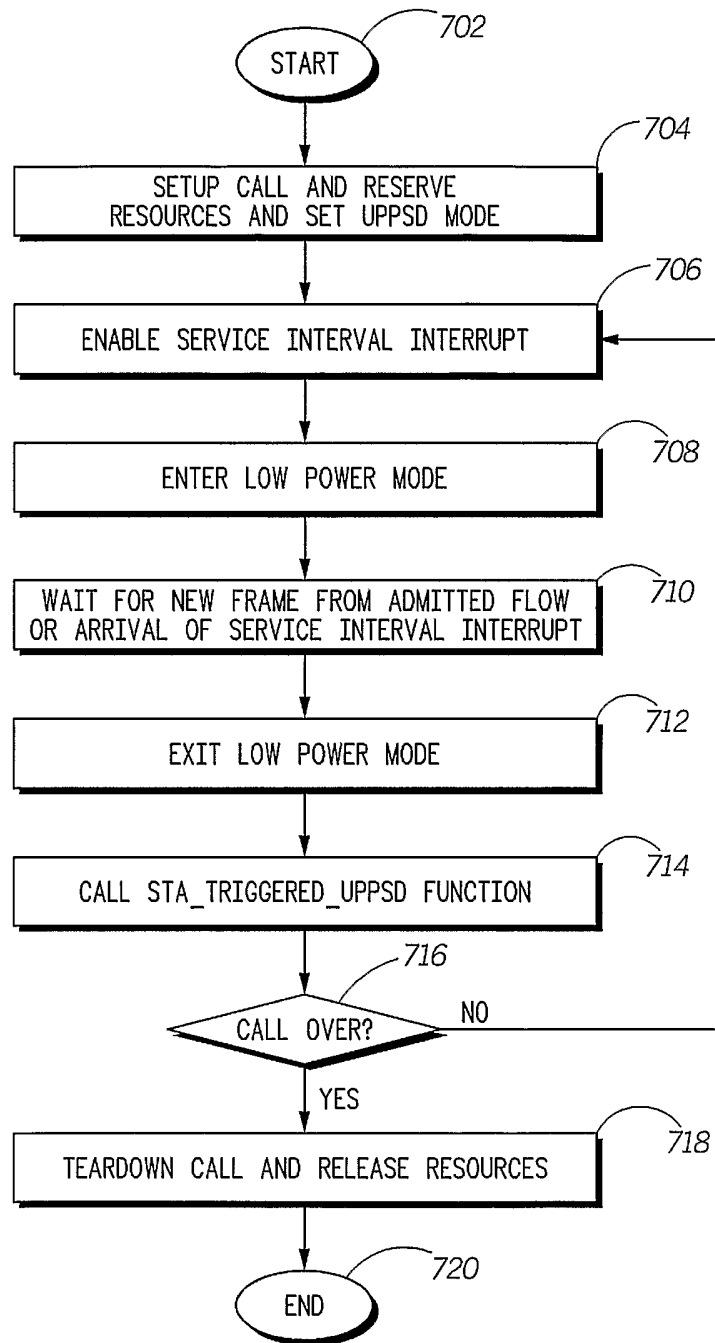 702
START
704
SETUP CALL AND RESERVE
RESOURCES AND SET UPPSD MODE
706
ENABLE SERVICE INTERVAL INTERRUPT
708
ENTER LOW POWER MODE
710
WAIT FOR NEW FRAME FROM ADMITTED FLOW
OR ARRIVAL OF SERVICE INTERVAL INTERRUPT
712
EXIT LOW POWER MODE
714
CALL STA_TRIGGERED_UPPSD FUNCTION
716
CALL OVER?
NO
YES
718
TEARDOWN CALL AND RELEASE RESOURCES
720
END